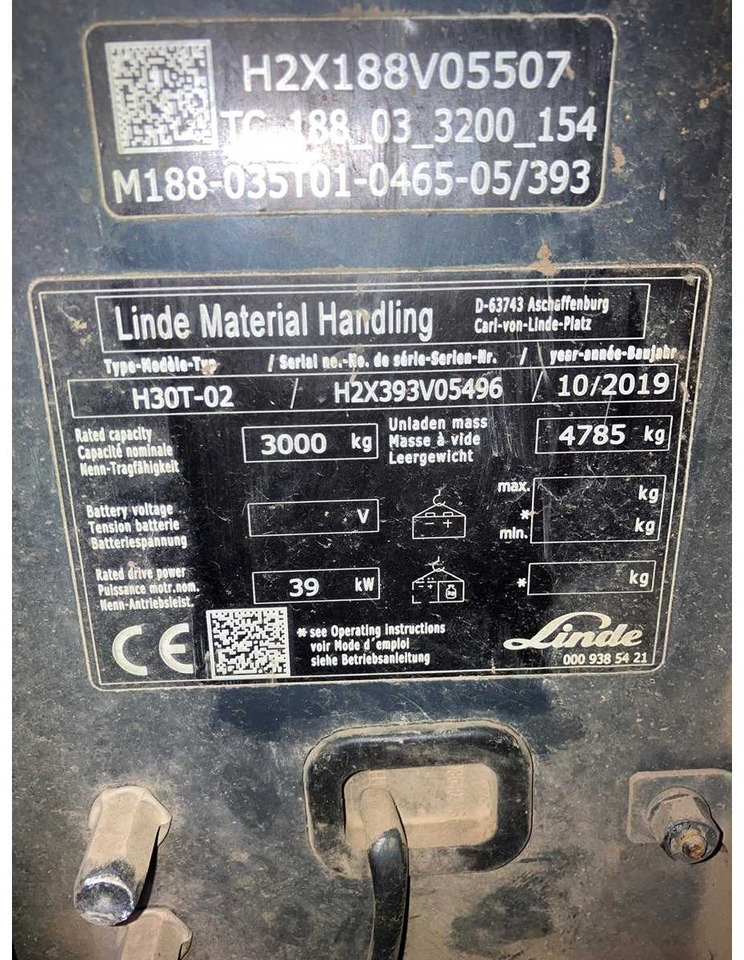 H2X188V05507
TC_188_03_3200_154
M188-035T01-0465-05/393
Linde Material Handling
D-63743 Aschaffenburg
Carl-von-Linde-Platz
Type-Modèle-Typ / Serial no.-No. de série-Serien-Nr. / year-année-Baujahr
H30T-02 / H2X393V05496 / 10/2019
Rated capacity
Capacité nominale
Nenn-Tragfähigkeit
3000 kg
Unladen mass
Masse à vide
Leergewicht
4785 kg
Battery voltage
Tension batterie
Batteriespannung
V
max. kg
*
min. kg
Rated drive power
Puissance motr.nom.
Nenn-Antriebsleist.
39 kW
* kg
CE
* see Operating instructions
voir Mode d'emploi
siehe Betriebsanleitung
Linde
000 938 54 21